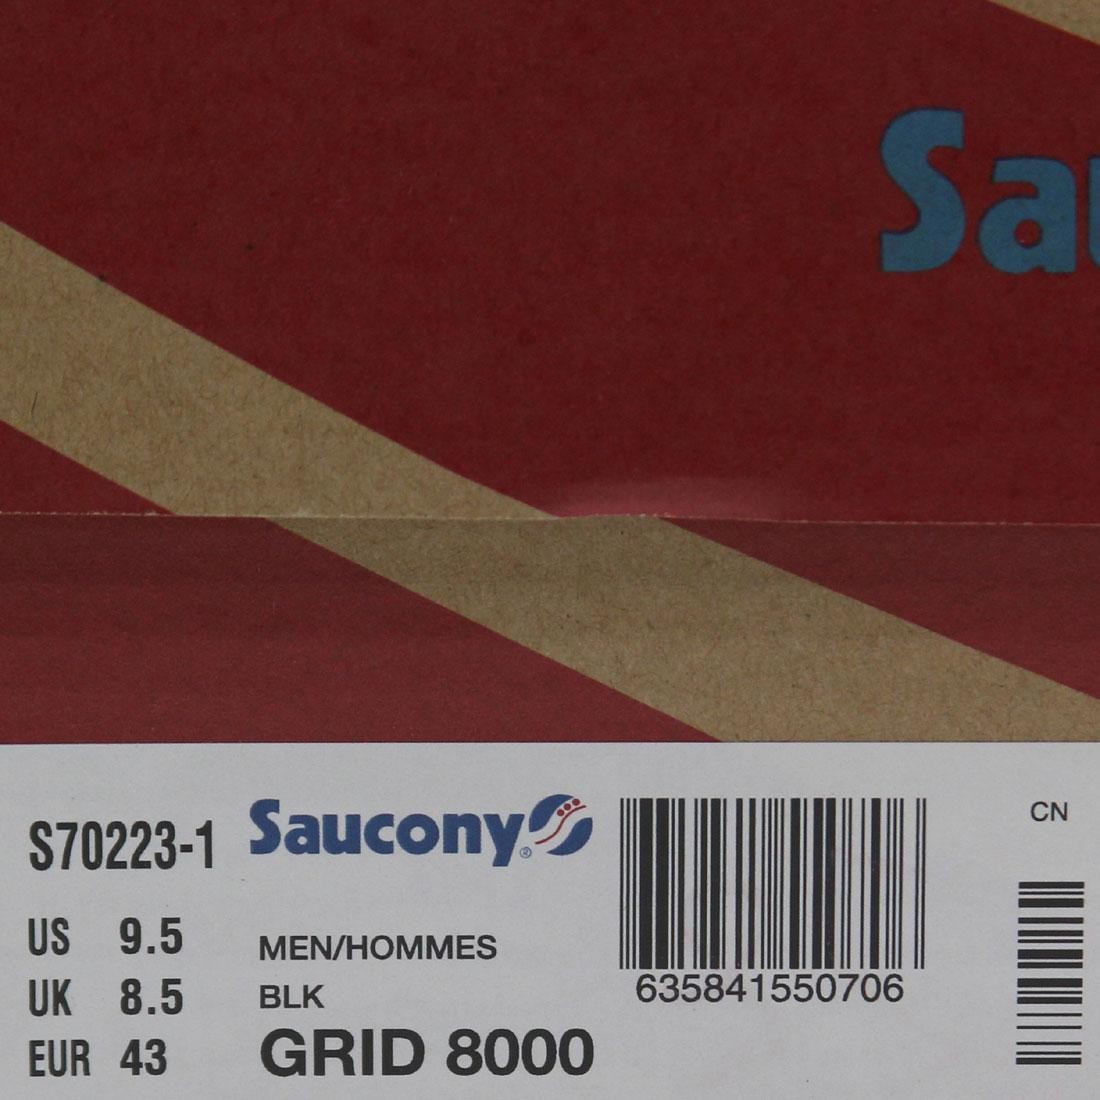 Sau
S70223-1
Saucony®
CN
US 9.5
MEN/HOMMES
UK 8.5
BLK
635841550706
EUR 43
GRID 8000